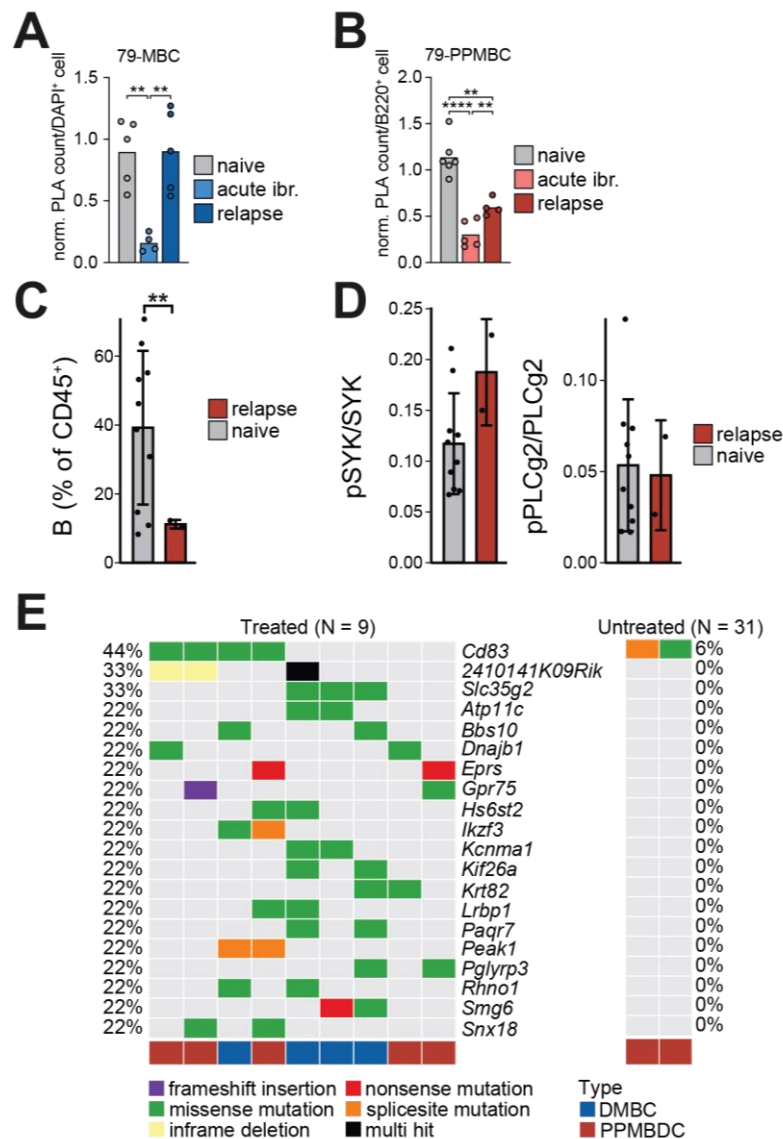 A
79-MBC
norm. PLA count/DAPI+ cell
1.5
1.0
0.5
0.0
** **
naive
acute ibr.
relapse
B
79-PPMBC
norm. PLA count/B220+ cell
2.0
1.5
1.0
0.5
0.0
**
**** **
naive
acute ibr.
relapse
C
B (% of CD45+)
60
40
20
0
**
relapse
naive
D
pSYK/SYK
0.25
0.20
0.15
0.10
0.05
0.00
pPLCg2/PLCg2
0.10
0.05
0.00
relapse
naive
E
Treated (N = 9)
Untreated (N = 31)
44% Cd83 6%
33% 2410141K09Rik 0%
33% Slc35g2 0%
22% Atp11c 0%
22% Bbs10 0%
22% Dnajb1 0%
22% Eprs 0%
22% Gpr75 0%
22% Hs6st2 0%
22% Ikzf3 0%
22% Kcnma1 0%
22% Kif26a 0%
22% Krt82 0%
22% Lrbp1 0%
22% Paqr7 0%
22% Peak1 0%
22% Pglyrp3 0%
22% Rhno1 0%
22% Smg6 0%
22% Snx18 0%
frameshift insertion
missense mutation
inframe deletion
nonsense mutation
splicesite mutation
multi hit
Type
DMBC
PPMBDC